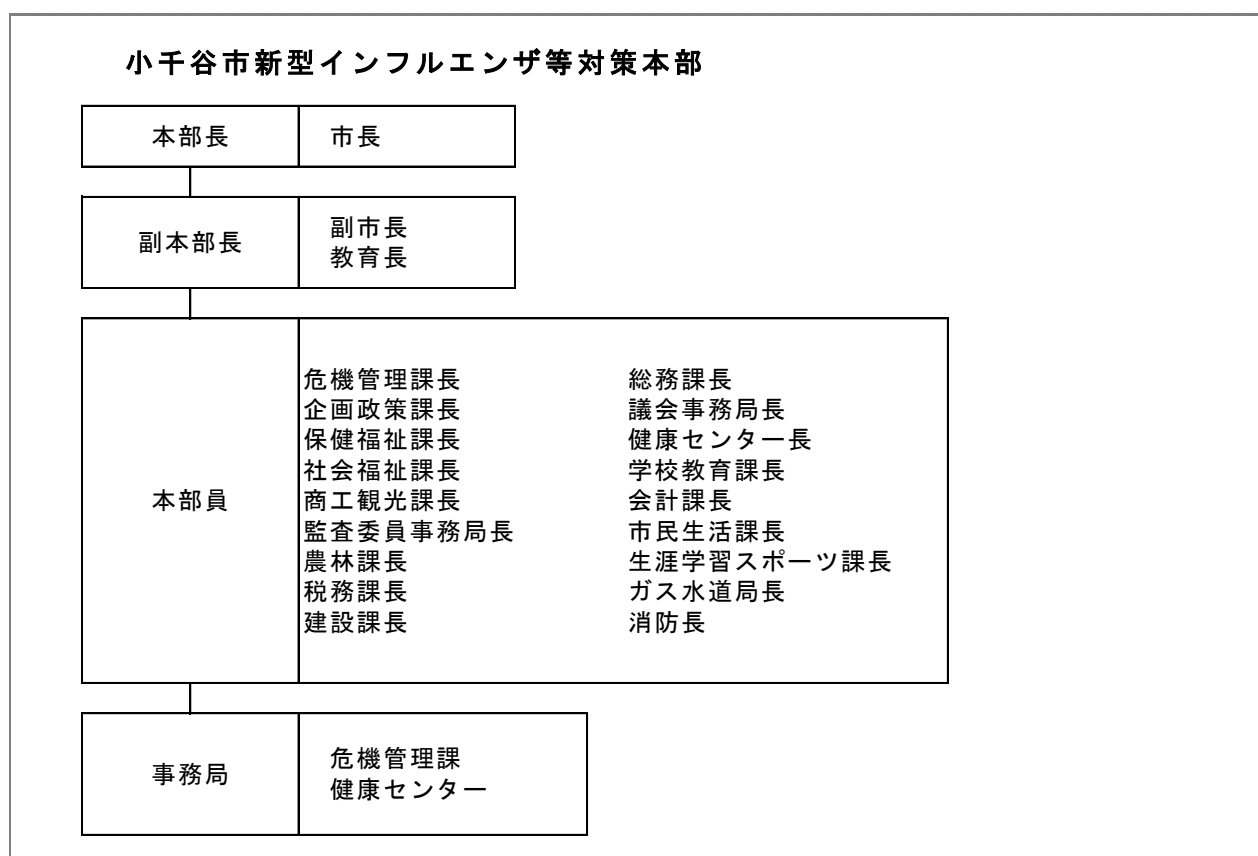 小千谷市新型インフルエンザ等対策本部
本部長 市長
副本部長 副市長
教育長
本部員
危機管理課長 総務課長
企画政策課長 議会事務局長
保健福祉課長 健康センター長
社会福祉課長 学校教育課長
商工観光課長 会計課長
監査委員事務局長 市民生活課長
農林課長 生涯学習スポーツ課長
税務課長 ガス水道局長
建設課長 消防長
事務局 危機管理課
健康センター